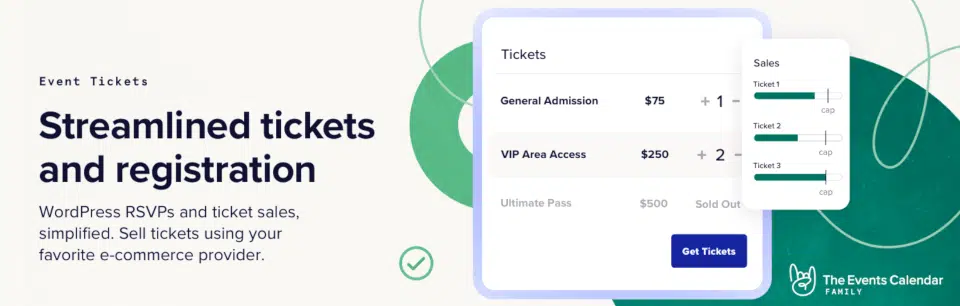 Event Tickets
Streamlined tickets
and registration
WordPress RSVPs and ticket sales,
simplified. Sell tickets using your
favorite e-commerce provider.
Tickets
General Admission $75 + 1 −
VIP Area Access $250 + 2 −
Ultimate Pass $500 Sold Out
Get Tickets
Sales
Ticket 1
cap
Ticket 2
cap
Ticket 3
cap
The Events Calendar
FAMILY